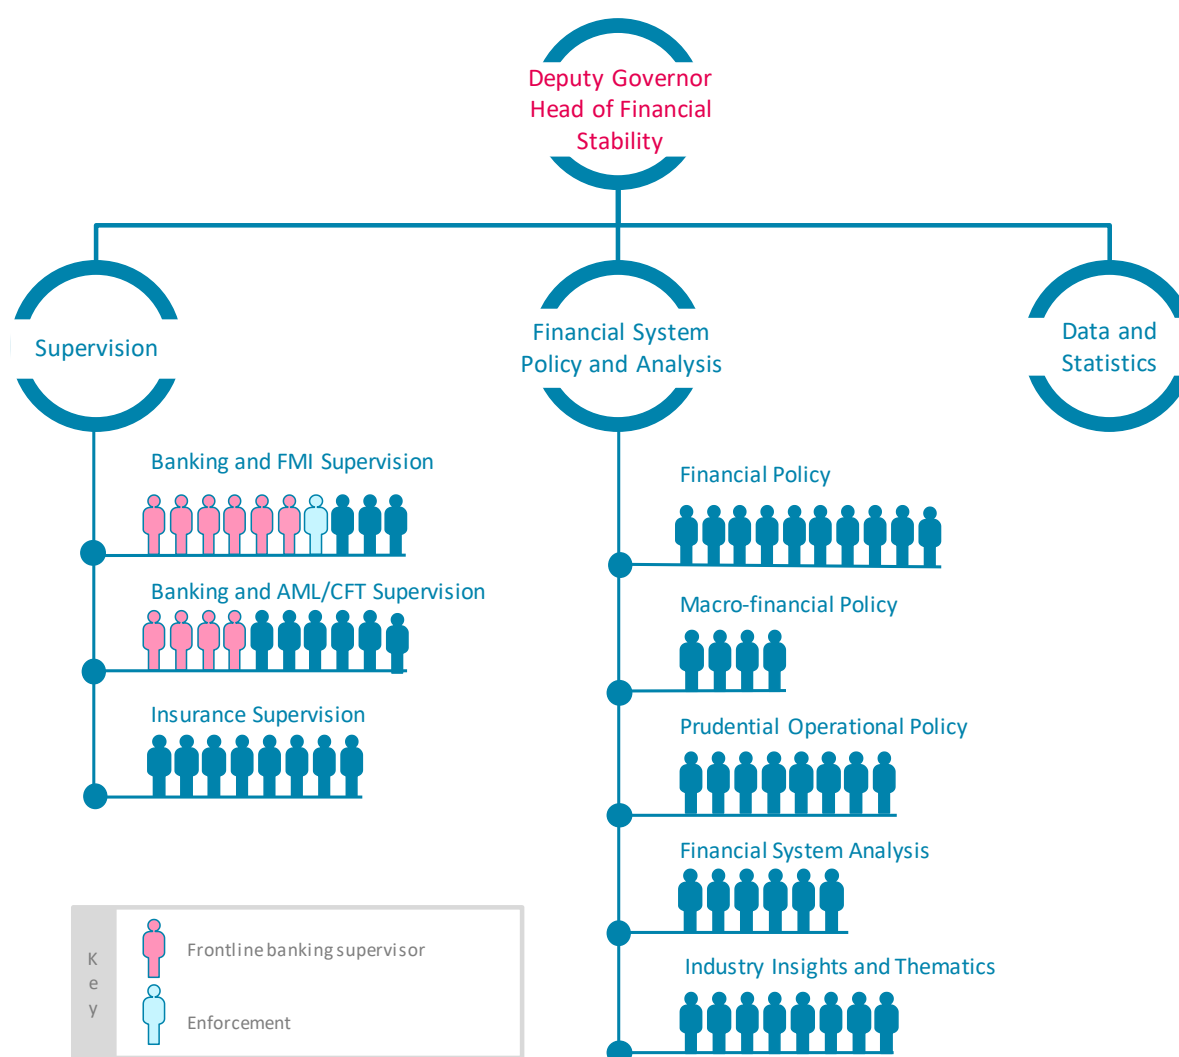 Deputy Governor
Head of Financial
Stability
Supervision
Financial System
Policy and Analysis
Data and
Statistics
Banking and FMI Supervision
Banking and AML/CFT Supervision
Insurance Supervision
Financial Policy
Macro-financial Policy
Prudential Operational Policy
Financial System Analysis
Industry Insights and Thematics
Key
Frontline banking supervisor
Enforcement